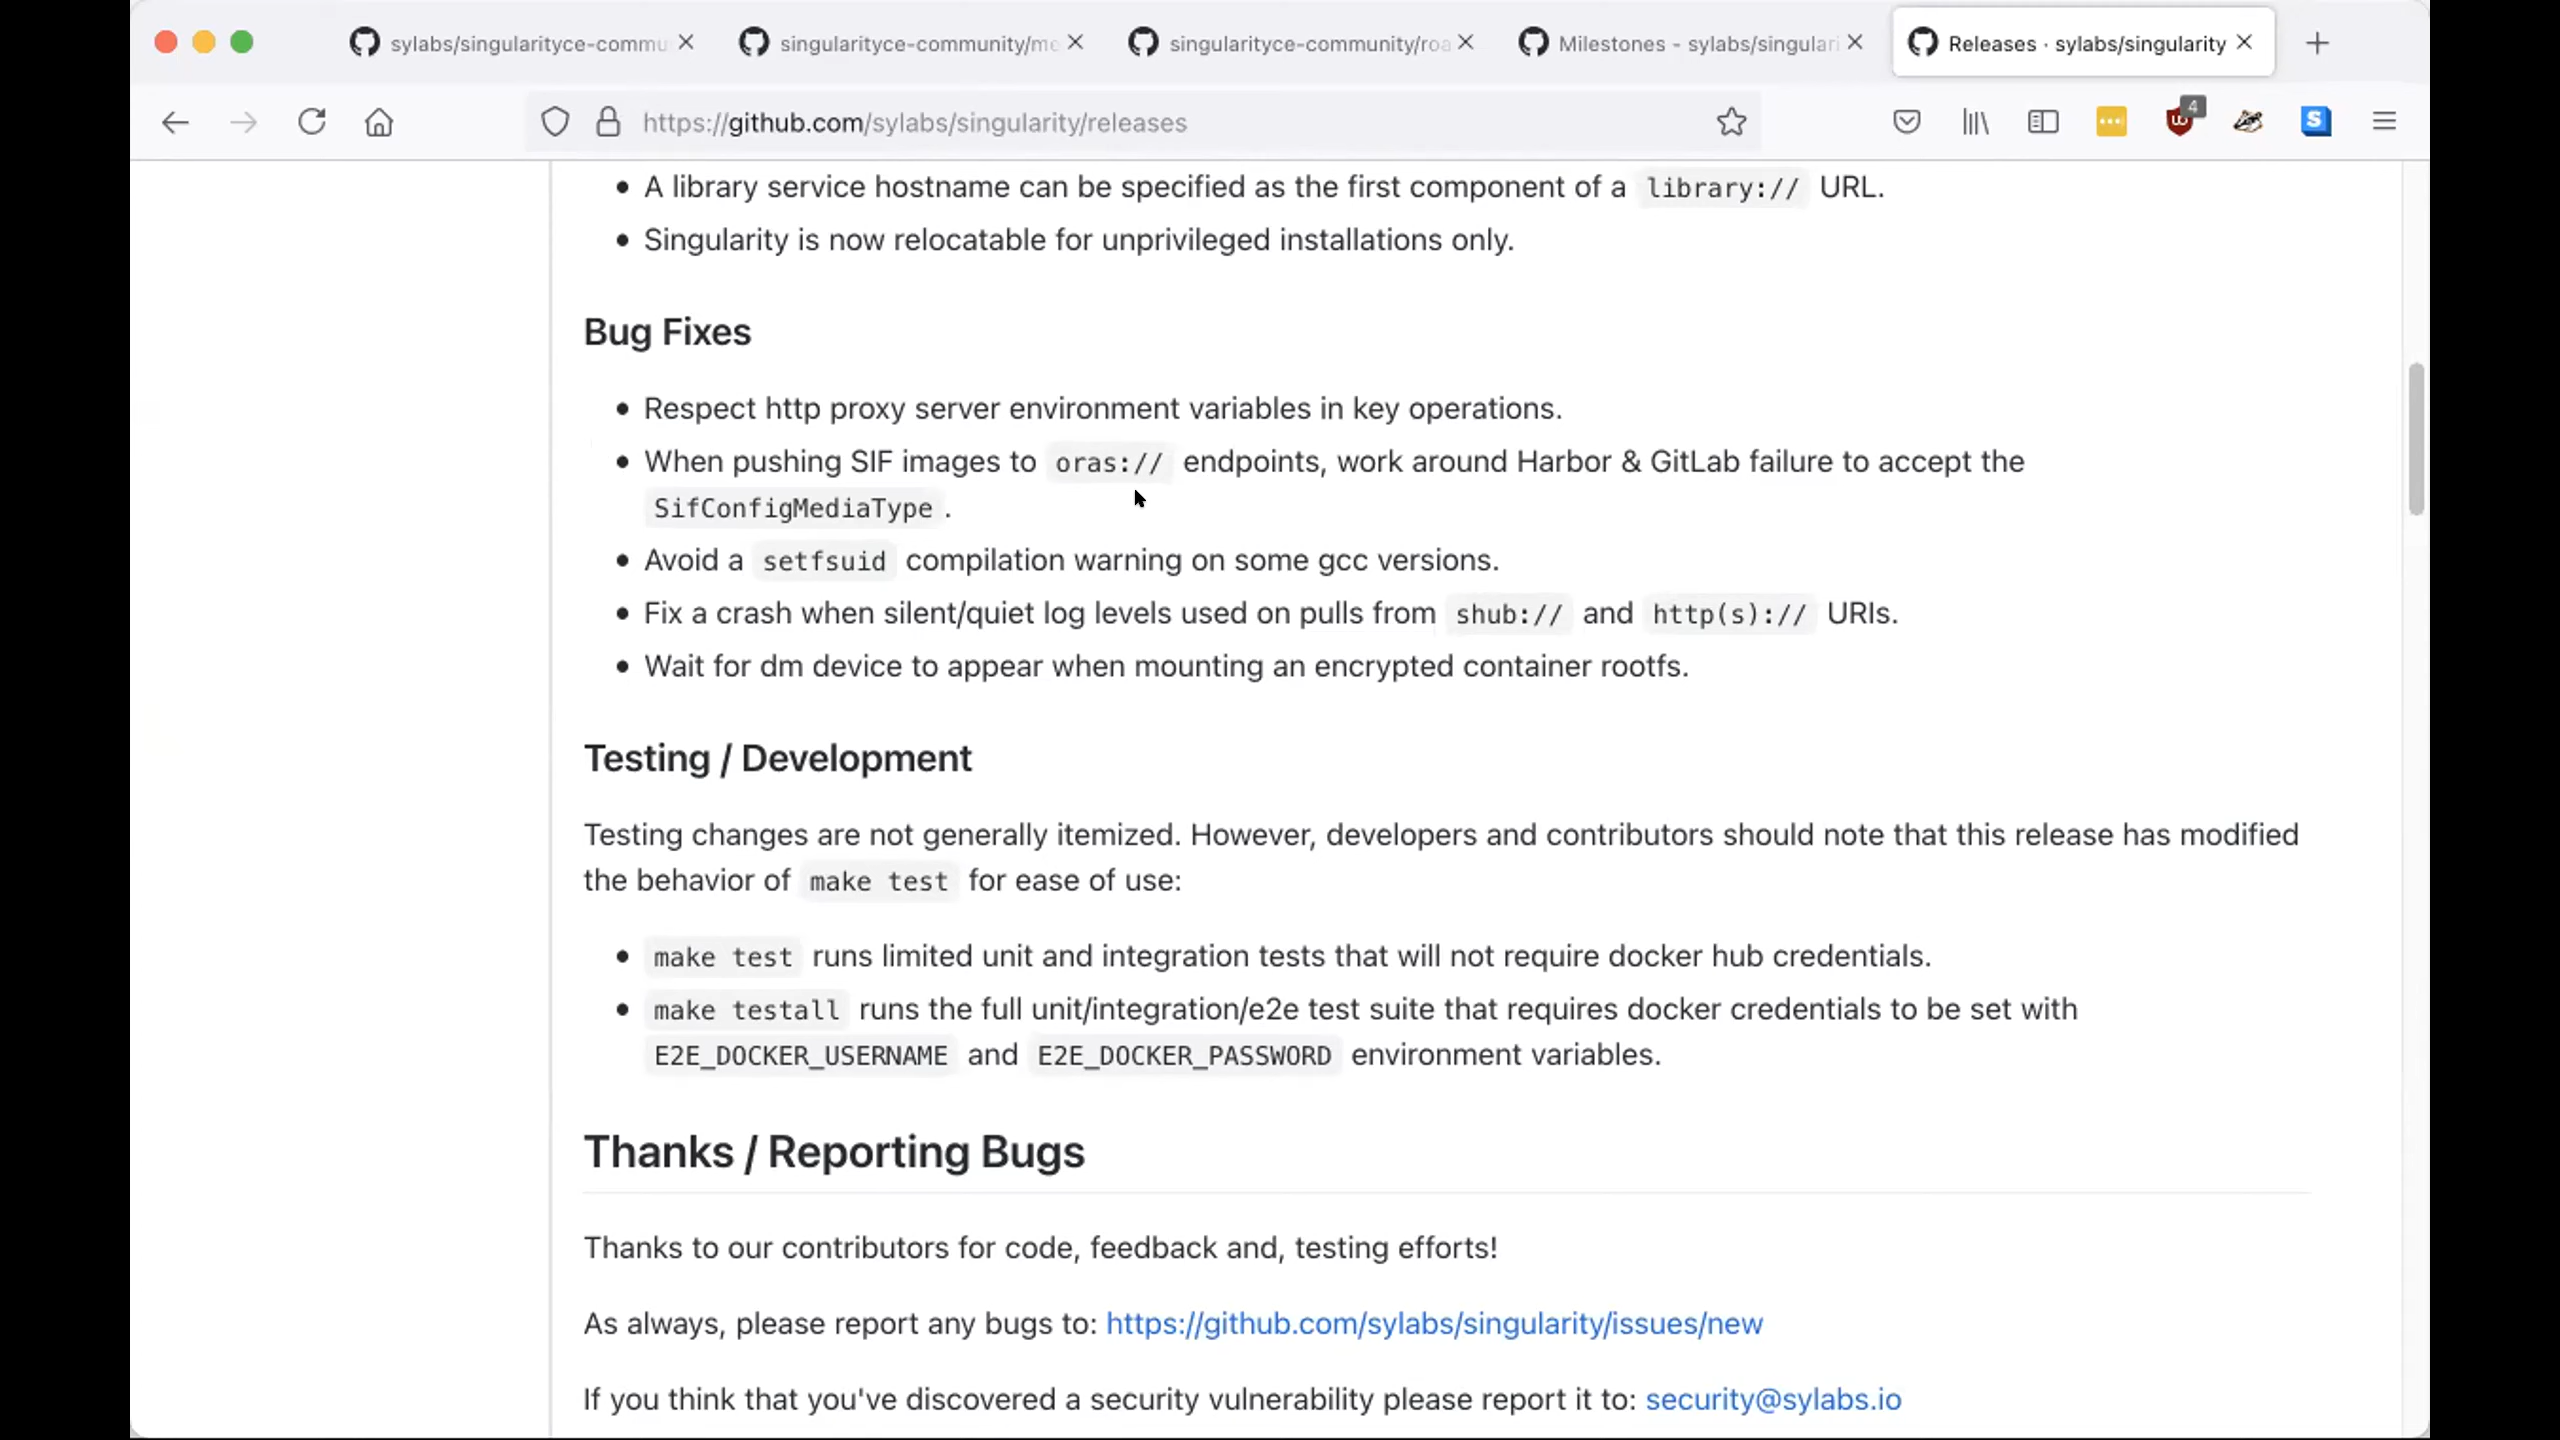 sylabs/singularityce-commu
singularityce-community/me
singularityce-community/roa
Milestones - sylabs/singulari
Releases · sylabs/singularity
https://github.com/sylabs/singularity/releases
4
S
• A library service hostname can be specified as the first component of a library:// URL.
• Singularity is now relocatable for unprivileged installations only.
Bug Fixes
• Respect http proxy server environment variables in key operations.
• When pushing SIF images to oras:// endpoints, work around Harbor & GitLab failure to accept the
SifConfigMediaType .
• Avoid a setfsuid compilation warning on some gcc versions.
• Fix a crash when silent/quiet log levels used on pulls from shub:// and http(s):// URIs.
• Wait for dm device to appear when mounting an encrypted container rootfs.
Testing / Development
Testing changes are not generally itemized. However, developers and contributors should note that this release has modified
the behavior of make test for ease of use:
• make test runs limited unit and integration tests that will not require docker hub credentials.
• make testall runs the full unit/integration/e2e test suite that requires docker credentials to be set with
E2E_DOCKER_USERNAME and E2E_DOCKER_PASSWORD environment variables.
Thanks / Reporting Bugs
Thanks to our contributors for code, feedback and, testing efforts!
As always, please report any bugs to: https://github.com/sylabs/singularity/issues/new
If you think that you've discovered a security vulnerability please report it to: security@sylabs.io